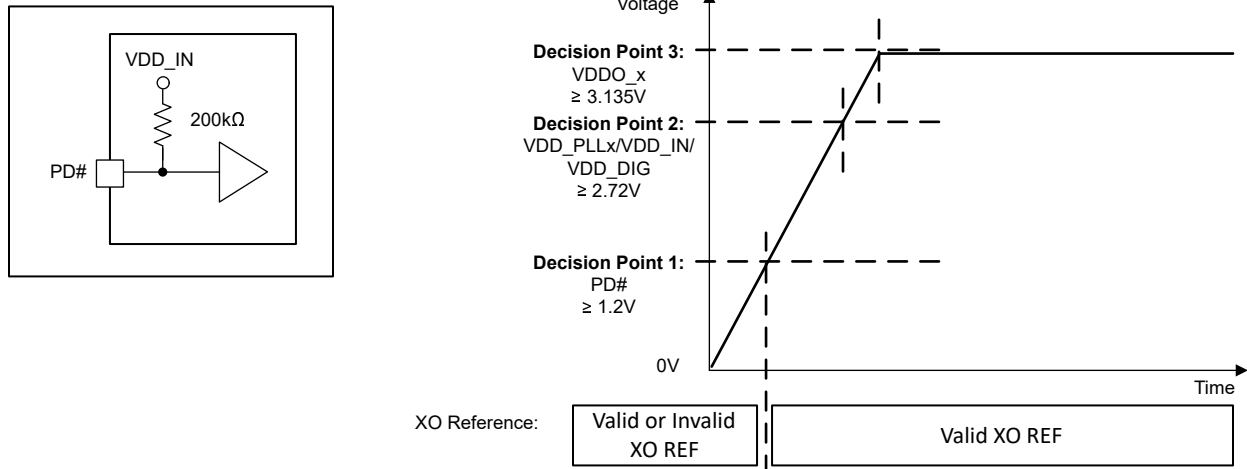 VDD_IN
200kΩ
PD#
Voltage
Decision Point 3:
VDDO_x
≥ 3.135V
Decision Point 2:
VDD_PLLx/VDD_IN/
VDD_DIG
≥ 2.72V
Decision Point 1:
PD#
≥ 1.2V
0V
Time
XO Reference:
Valid or Invalid
XO REF
Valid XO REF